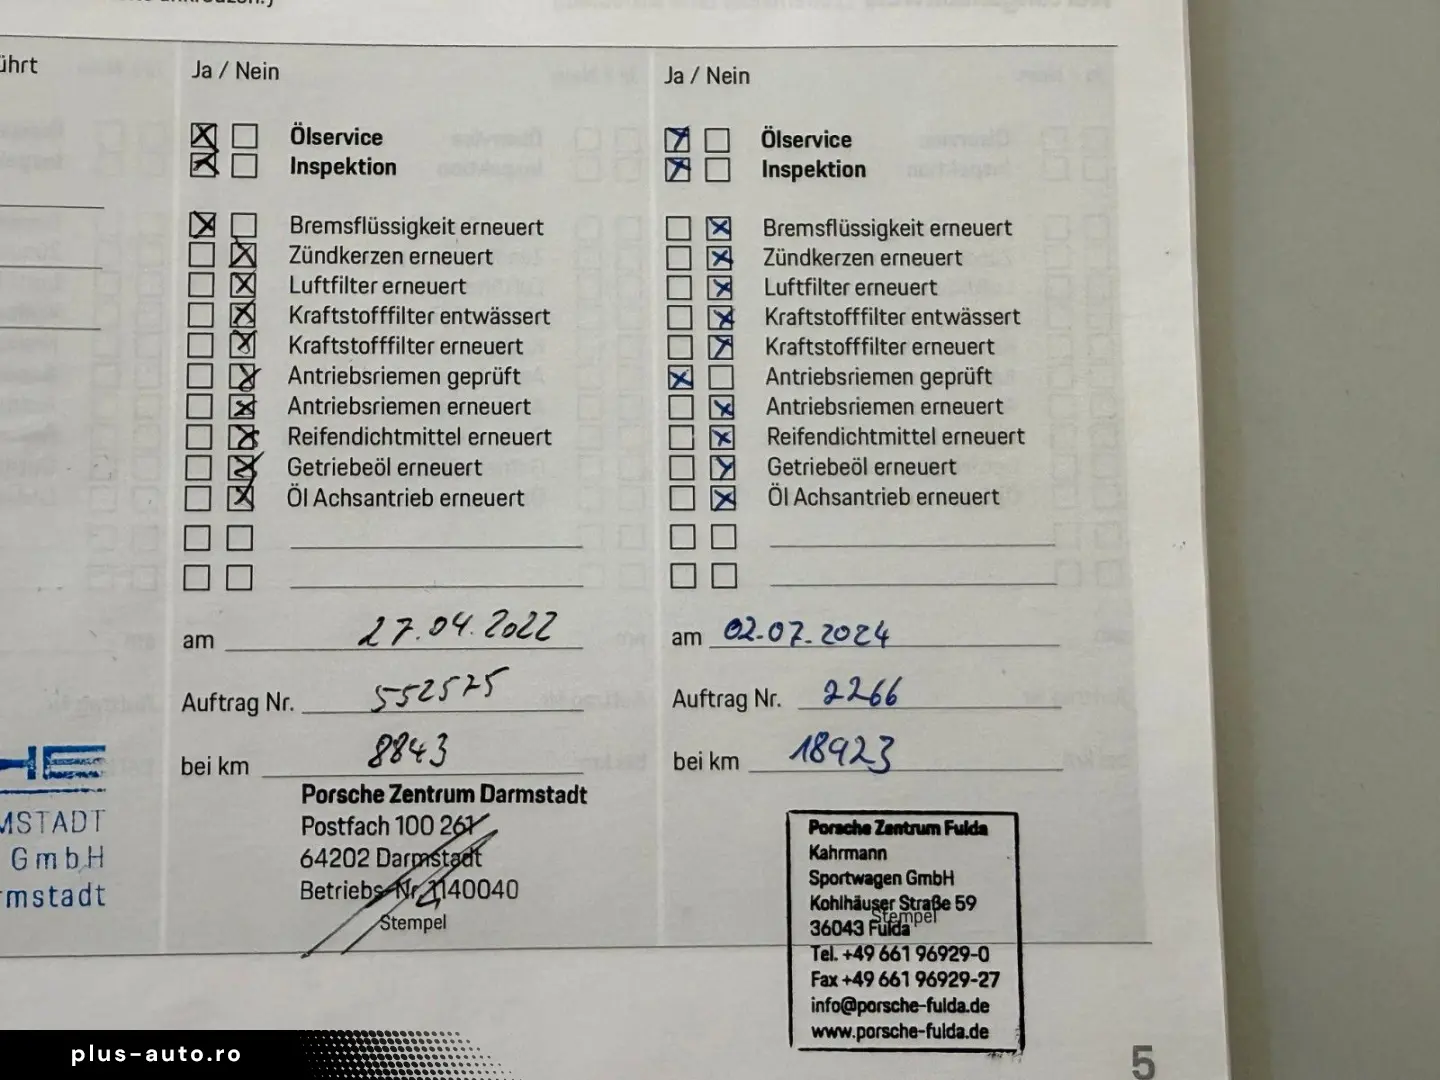 ührt
MSTADT
GmbH
rmstadt
Ja / Nein
Ölservice
Inspektion
Bremsflüssigkeit erneuert
Zündkerzen erneuert
Luftfilter erneuert
Kraftstofffilter entwässert
Kraftstofffilter erneuert
Antriebsriemen geprüft
Antriebsriemen erneuert
Reifendichtmittel erneuert
Getriebeöl erneuert
Öl Achsantrieb erneuert
am 27.04.2022
Auftrag Nr. 552575
bei km 8843
Porsche Zentrum Darmstadt
Postfach 100 261
64202 Darmstadt
Betriebs-Nr. 1140040
Stempel
Ja / Nein
Ölservice
Inspektion
Bremsflüssigkeit erneuert
Zündkerzen erneuert
Luftfilter erneuert
Kraftstofffilter entwässert
Kraftstofffilter erneuert
Antriebsriemen geprüft
Antriebsriemen erneuert
Reifendichtmittel erneuert
Getriebeöl erneuert
Öl Achsantrieb erneuert
am 02.07.2024
Auftrag Nr. 2266
bei km 18923
Porsche Zentrum Fulda
Kahrmann
Sportwagen GmbH
Kohlhäuser Straße 59
Stempel
36043 Fulda
Tel. +49 661 96929-0
Fax +49 661 96929-27
info@porsche-fulda.de
www.porsche-fulda.de
5
plus-auto.ro